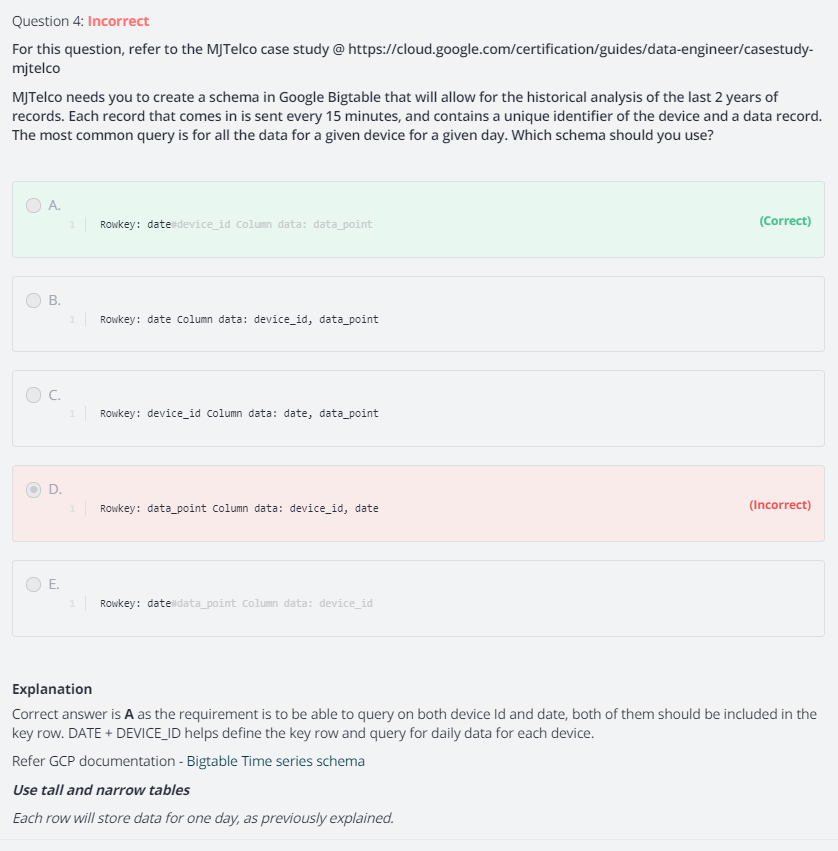 Question 4: Incorrect
For this question, refer to the MJTelco case study @ https://cloud.google.com/certification/guides/data-engineer/casestudy-
mjtelco
MJTelco needs you to create a schema in Google Bigtable that will allow for the historical analysis of the last 2 years of
records. Each record that comes in is sent every 15 minutes, and contains a unique identifier of the device and a data record.
The most common query is for all the data for a given device for a given day. Which schema should you use?
A.
1 Rowkey: date#device_id Column data: data_point
(Correct)
B.
1 Rowkey: date Column data: device_id, data_point
C.
1 Rowkey: device_id Column data: date, data_point
D.
1 Rowkey: data_point Column data: device_id, date
(Incorrect)
E.
1 Rowkey: date#data_point Column data: device_id
Explanation
Correct answer is A as the requirement is to be able to query on both device Id and date, both of them should be included in the
key row. DATE + DEVICE_ID helps define the key row and query for daily data for each device.
Refer GCP documentation - Bigtable Time series schema
Use tall and narrow tables
Each row will store data for one day, as previously explained.